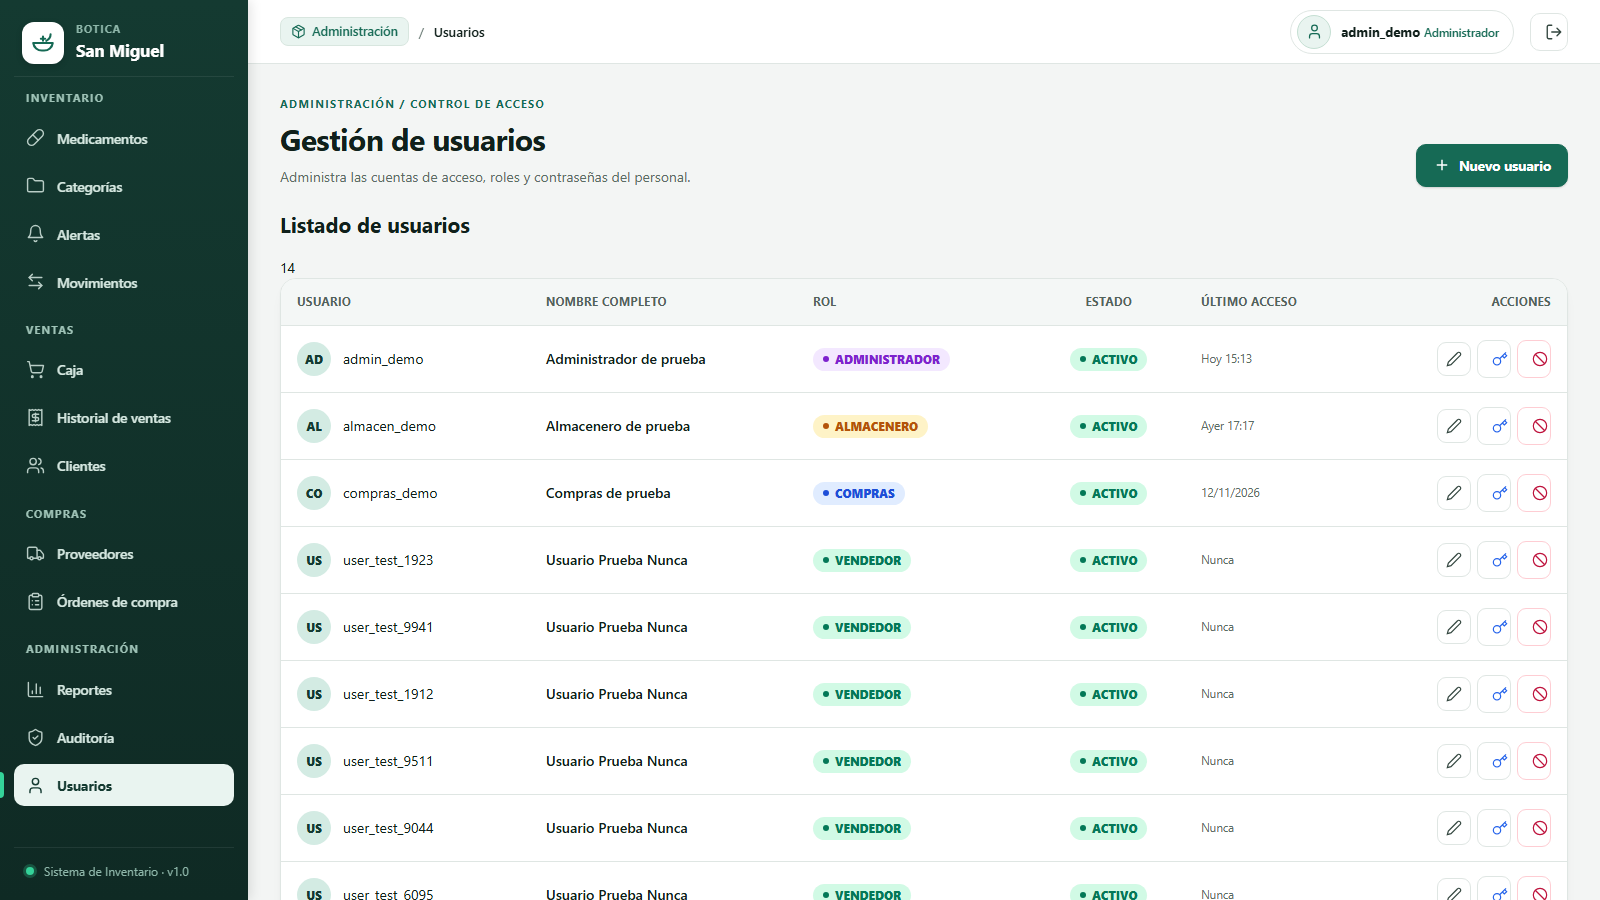 BOTICA
San Miguel
INVENTARIO
Medicamentos
Categorías
Alertas
Movimientos
VENTAS
Caja
Historial de ventas
Clientes
COMPRAS
Proveedores
Órdenes de compra
ADMINISTRACIÓN
Reportes
Auditoría
Usuarios
Sistema de Inventario · v1.0
Administración / Usuarios
admin_demo Administrador
ADMINISTRACIÓN / CONTROL DE ACCESO
Gestión de usuarios
Administra las cuentas de acceso, roles y contraseñas del personal.
+ Nuevo usuario
Listado de usuarios
14
USUARIO NOMBRE COMPLETO ROL ESTADO ÚLTIMO ACCESO ACCIONES
AD admin_demo Administrador de prueba ADMINISTRADOR ACTIVO Hoy 15:13
AL almacen_demo Almacenero de prueba ALMACENERO ACTIVO Ayer 17:17
CO compras_demo Compras de prueba COMPRAS ACTIVO 12/11/2026
US user_test_1923 Usuario Prueba Nunca VENDEDOR ACTIVO Nunca
US user_test_9941 Usuario Prueba Nunca VENDEDOR ACTIVO Nunca
US user_test_1912 Usuario Prueba Nunca VENDEDOR ACTIVO Nunca
US user_test_9511 Usuario Prueba Nunca VENDEDOR ACTIVO Nunca
US user_test_9044 Usuario Prueba Nunca VENDEDOR ACTIVO Nunca
US user_test_6095 Usuario Prueba Nunca VENDEDOR ACTIVO Nunca